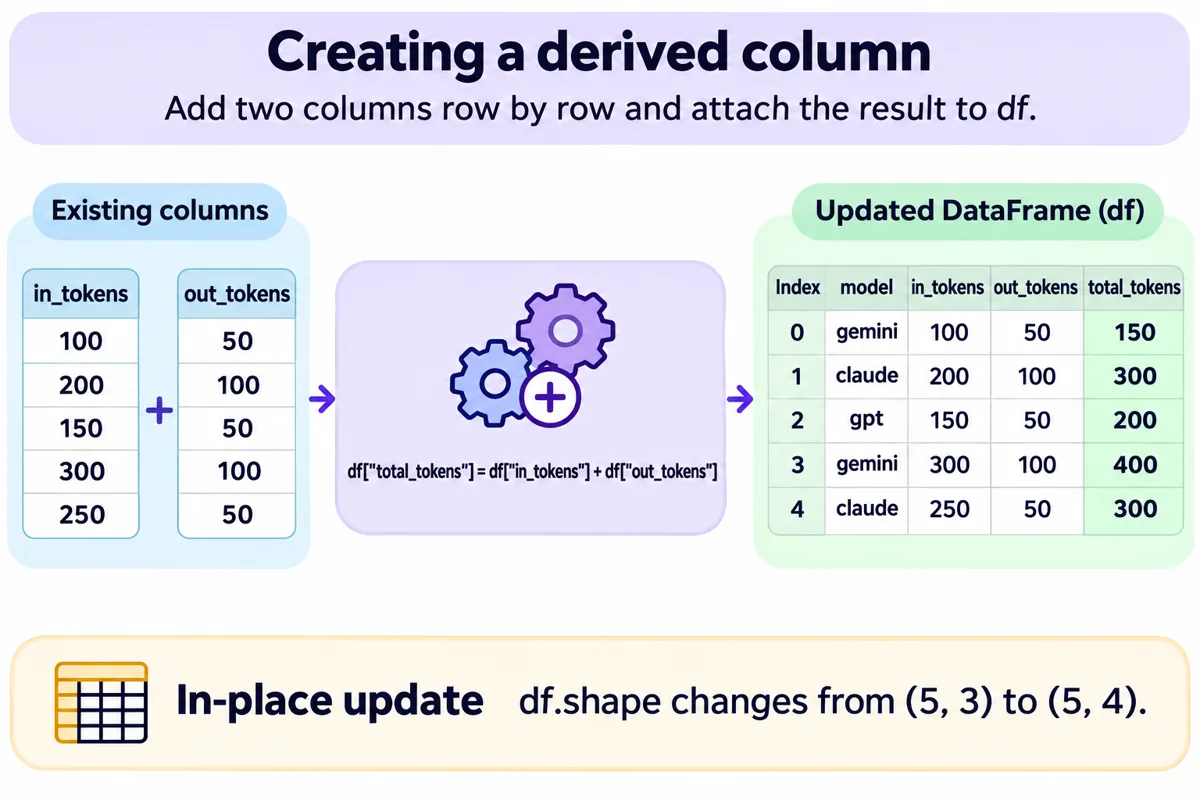 Creating a derived column
Add two columns row by row and attach the result to df.
Existing columns
in_tokens out_tokens
100 50
200 100
150 + 50
300 100
250 50
df["total_tokens"] = df["in_tokens"] + df["out_tokens"]
Updated DataFrame (df)
Index model in_tokens out_tokens total_tokens
0 gemini 100 50 150
1 claude 200 100 300
2 gpt 150 50 200
3 gemini 300 100 400
4 claude 250 50 300
In-place update df.shape changes from (5, 3) to (5, 4).